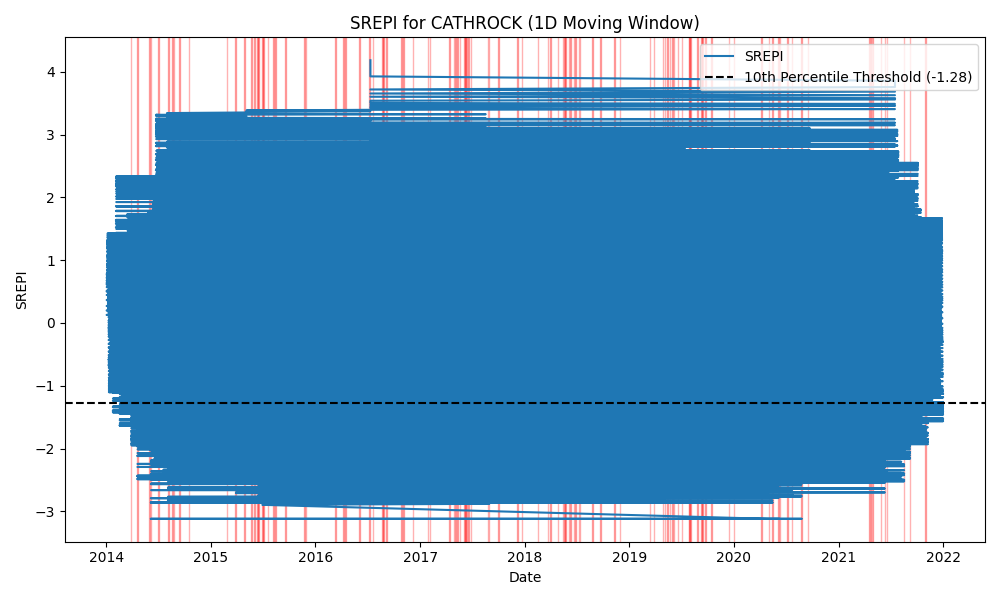 SREPI for CATHROCK (1D Moving Window)
SREPI
10th Percentile Threshold (-1.28)
4
3
2
1
0
−1
−2
−3
SREPI
2014 2015 2016 2017 2018 2019 2020 2021 2022
Date